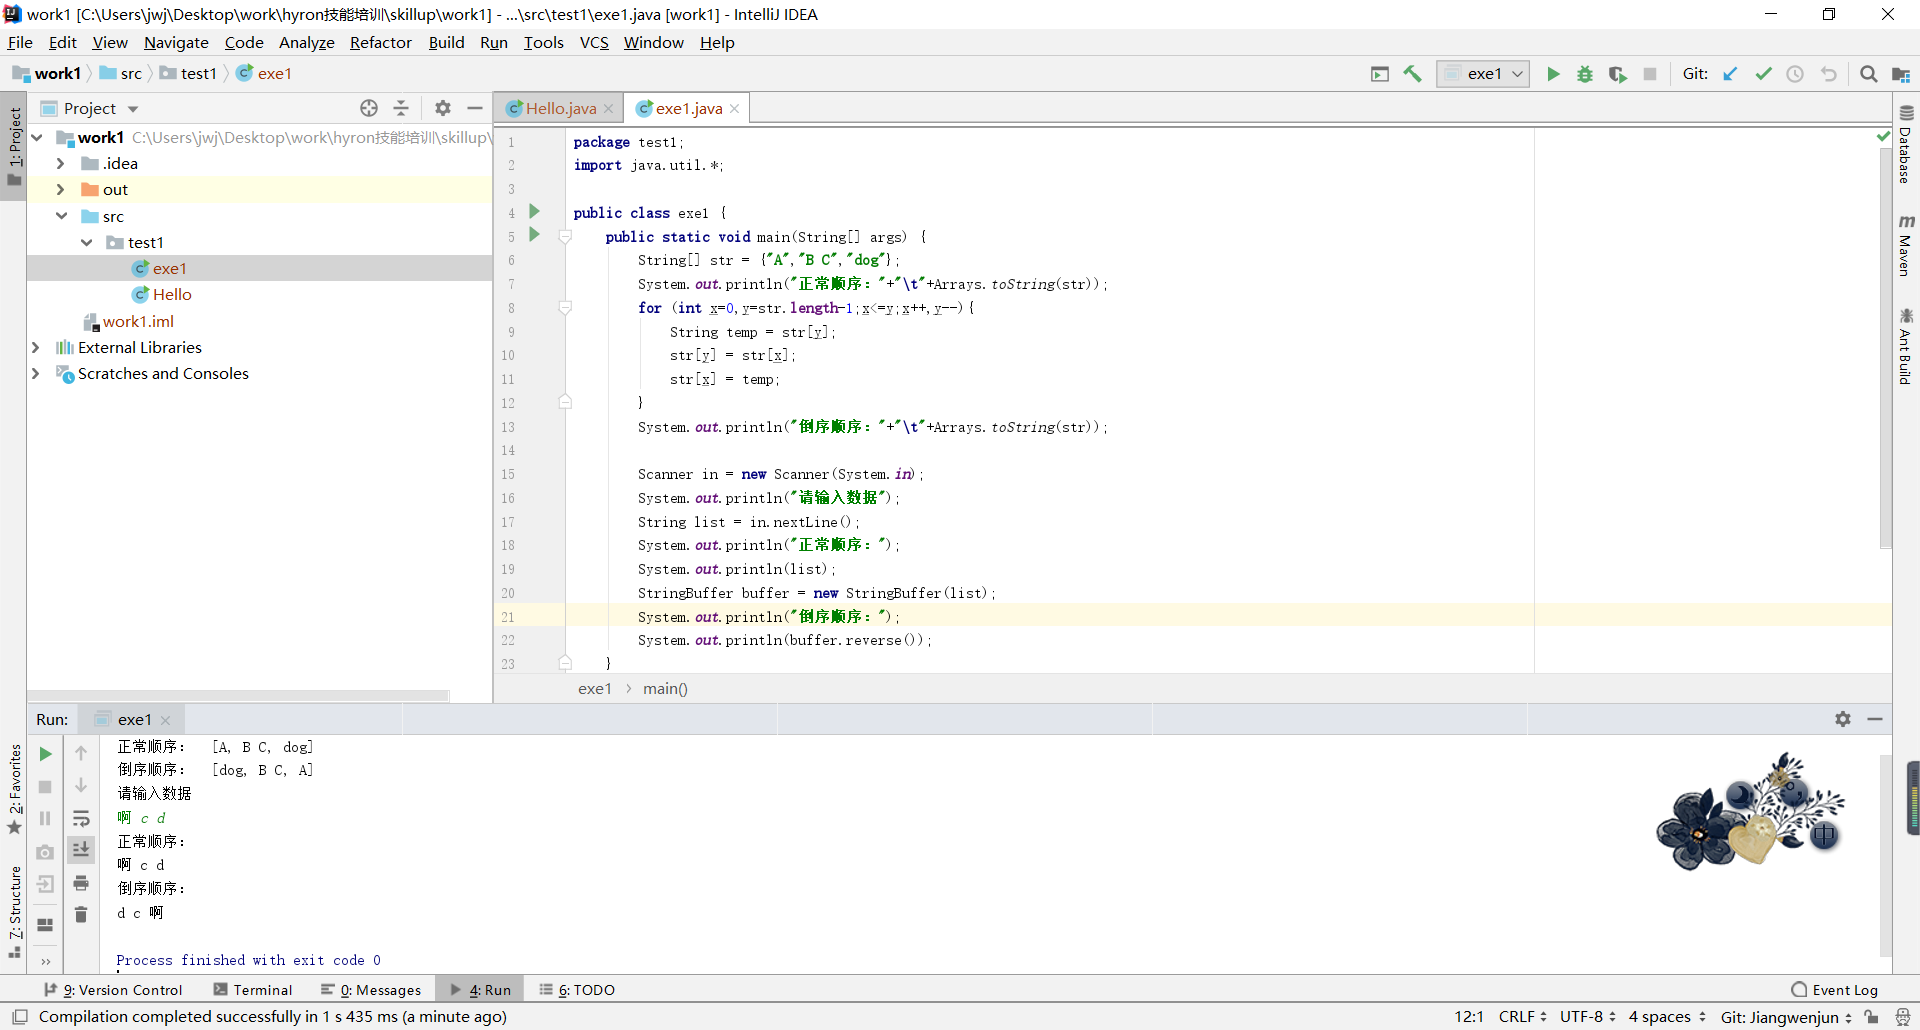 work1 [C:\Users\jwj\Desktop\work\hyron技能培训\skillup\work1] - ...\src\test1\exe1.java [work1] - IntelliJ IDEA
File Edit View Navigate Code Analyze Refactor Build Run Tools VCS Window Help
work1 src test1 exe1
exe1 Git:
Project
Hello.java exe1.java
work1 C:\Users\jwj\Desktop\work\hyron技能培训\skillup\
.idea
out
src
test1
exe1
Hello
work1.iml
External Libraries
Scratches and Consoles
1: Project
2: Favorites
7: Structure
Database
Maven
Ant Build
1 package test1;
2 import java.util.*;
3
4 public class exe1 {
5 public static void main(String[] args) {
6 String[] str = {"A","B C","dog"};
7 System.out.println("正常顺序："+"\t"+Arrays.toString(str));
8 for (int x=0,y=str.length-1;x<=y;x++,y--){
9 String temp = str[y];
10 str[y] = str[x];
11 str[x] = temp;
12 }
13 System.out.println("倒序顺序："+"\t"+Arrays.toString(str));
14
15 Scanner in = new Scanner(System.in);
16 System.out.println("请输入数据");
17 String list = in.nextLine();
18 System.out.println("正常顺序：");
19 System.out.println(list);
20 StringBuffer buffer = new StringBuffer(list);
21 System.out.println("倒序顺序：");
22 System.out.println(buffer.reverse());
23 }
exe1 main()
Run: exe1
正常顺序： [A, B C, dog]
倒序顺序： [dog, B C, A]
请输入数据
啊 c d
正常顺序：
啊 c d
倒序顺序：
d c 啊
Process finished with exit code 0
中
9: Version Control Terminal 0: Messages 4: Run 6: TODO Event Log
Compilation completed successfully in 1 s 435 ms (a minute ago) 12:1 CRLF UTF-8 4 spaces Git: Jiangwenjun